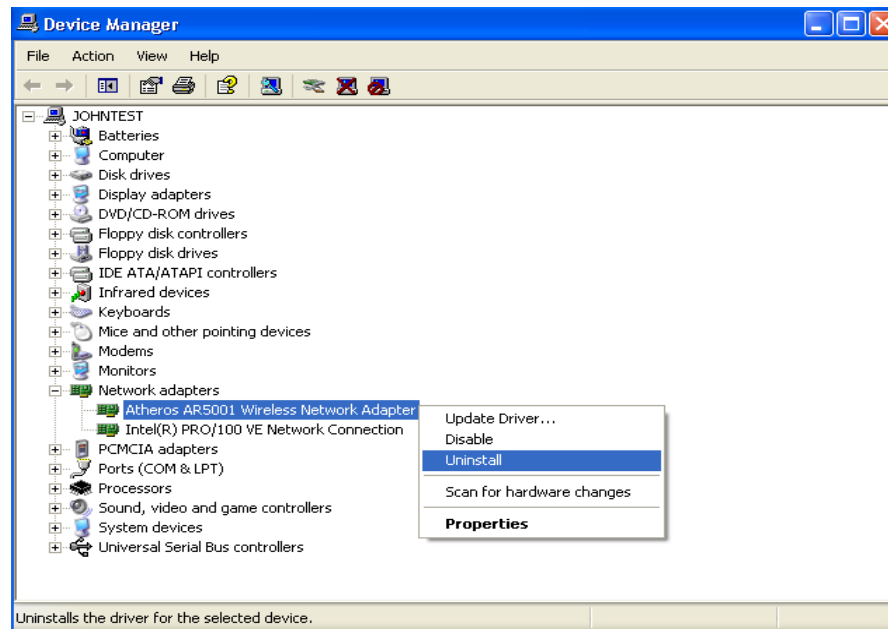 Device Manager
File Action View Help
JOHNTEST
Batteries
Computer
Disk drives
Display adapters
DVD/CD-ROM drives
Floppy disk controllers
Floppy disk drives
IDE ATA/ATAPI controllers
Infrared devices
Keyboards
Mice and other pointing devices
Modems
Monitors
Network adapters
Atheros AR5001 Wireless Network Adapter
Intel(R) PRO/100 VE Network Connection
PCMCIA adapters
Ports (COM & LPT)
Processors
Sound, video and game controllers
System devices
Universal Serial Bus controllers
Update Driver...
Disable
Uninstall
Scan for hardware changes
Properties
Uninstalls the driver for the selected device.